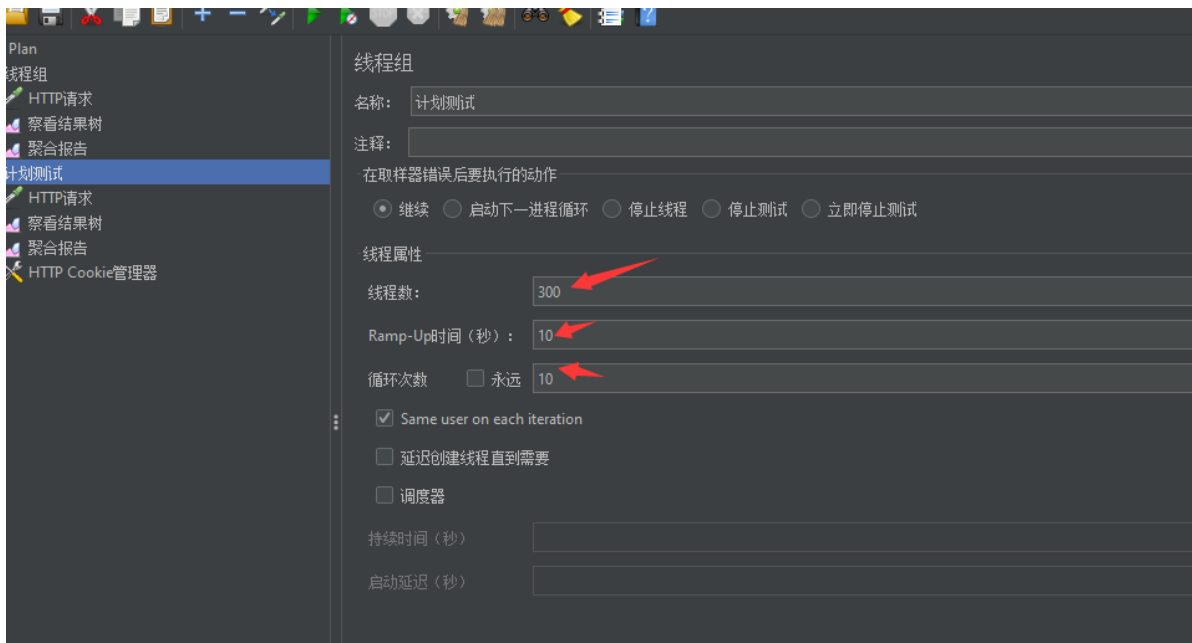 Plan
线程组
HTTP请求
察看结果树
聚合报告
计划测试
HTTP请求
察看结果树
聚合报告
HTTP Cookie管理器
线程组
名称： 计划测试
注释：
在取样器错误后要执行的动作
继续 启动下一进程循环 停止线程 停止测试 立即停止测试
线程属性
线程数： 300
Ramp-Up时间（秒）： 10
循环次数 永远 10
Same user on each iteration
延迟创建线程直到需要
调度器
持续时间（秒）
启动延迟（秒）